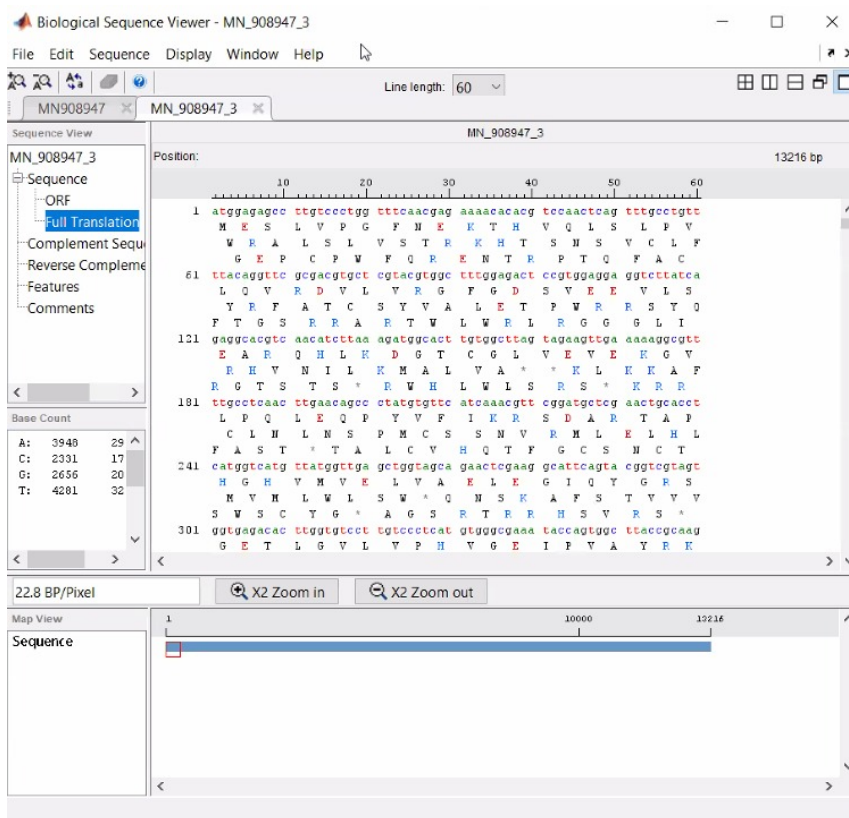 Biological Sequence Viewer - MN_908947_3
File Edit Sequence Display Window Help
Line length: 60
MN908947 MN_908947_3
Sequence View
MN_908947_3
Sequence
ORF
Full Translation
Complement Sequ
Reverse Compleme
Features
Comments
Base Count
A: 3948 29
C: 2331 17
G: 2656 20
T: 4281 32
MN_908947_3
Position: 13216 bp
10 20 30 40 50 60
1 atggagagcc ttgtccctgg tttcaacgag aaaacacacg tccaactcag tttgcctgtt
M E S L V P G F N E K T H V Q L S L P V
W R A L S L V S T R K H T S N S V C L F
G E P C P W F Q R E N T R P T Q F A C
61 ttacaggttc gcgacgtgct cgtacgtggc tttggagact ccgtggagga ggtcttatca
L Q V R D V L V R G F G D S V E E V L S
Y R F A T C S Y V A L E T P W R R S Y Q
F T G S R R A R T W L W R L R G G G L I
121 gaggcacgtc aacatcttaa agatggcact tgtggcttag tagaagttga aaaaggcgtt
E A R Q H L K D G T C G L V E V E K G V
R H V N I L K M A L V A * * K L K K A F
R G T S T S * R W H L W L S R S * K R R
181 ttgcctcaac ttgaacagcc ctatgtgttc atcaaacgtt cggatgctcg aactgcacct
L P Q L E Q P Y V F I K R S D A R T A P
C L N L N S P M C S S N V R M L E L H L
F A S T * T A L C V H Q T F G C S N C T
241 catggtcatg ttatggttga gctggtagca gaactcgaag gcattcagta cggtcgtagt
H G H V M V E L V A E L E G I Q Y G R S
M V M L W L S W * Q N S K A F S T V V V
S W S C Y G * A G S R T R R H S V R S *
301 ggtgagacac ttggtgtcct tgtccctcat gtgggcgaaa taccagtggc ttaccgcaag
G E T L G V L V P H V G E I P V A Y R K
22.8 BP/Pixel X2 Zoom in X2 Zoom out
Map View
Sequence
1 10000 13216